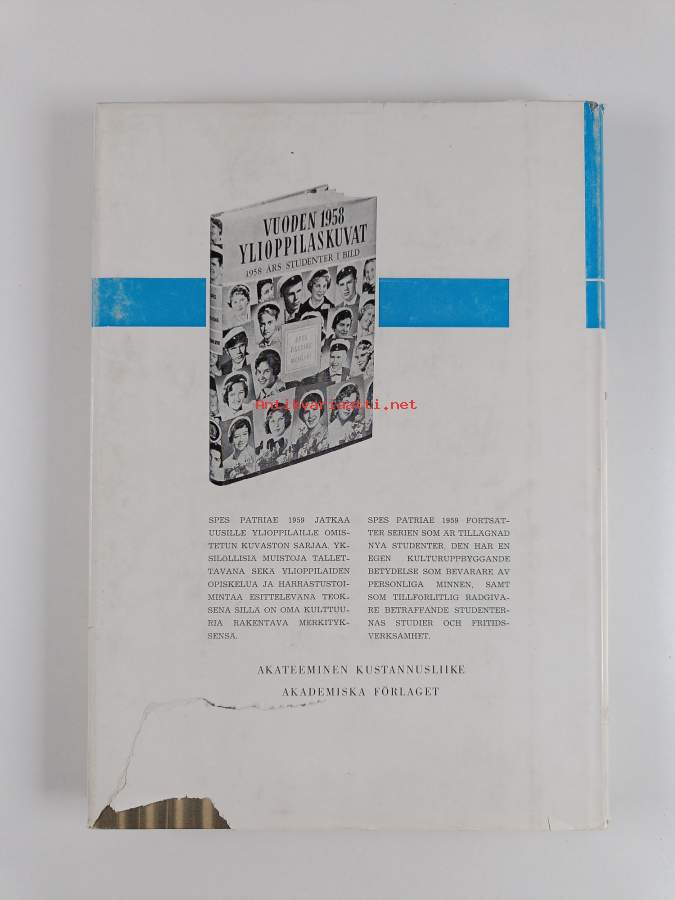 VUODEN 1958
YLIOPPILASKUVAT
1958 ÅRS STUDENTER I BILD
SPES
PATRIAE
Antikvariaatti.net
SPES PATRIAE 1959 JATKAA
UUSILLE YLIOPPILAILLE OMIS-
TETUN KUVASTON SARJAA. YK-
SILÖLLISIÄ MUISTOJA TALLET-
TAVANA SEKÄ YLIOPPILAIDEN
OPISKELUA JA HARRASTUSTOI-
MINTAA ESITTELEVÄNÄ TEOK-
SENA SILLÄ ON OMA KULTTUU-
RIA RAKENTAVA MERKITYK-
SENSÄ.
SPES PATRIAE 1959 FORTSÄT-
TER SERIEN SOM ÄR TILLÄGNAD
NYA STUDENTER. DEN HAR EN
EGEN KULTURUPPBYGGANDE
BETYDELSE SOM BEVARARE AV
PERSONLIGA MINNEN, SAMT
SOM TILLFÖRLITLIG RÅDGIVA-
RE BETRÄFFANDE STUDENTER-
NAS STUDIER OCH FRITIDS-
VERKSAMHET.
AKATEEMINEN KUSTANNUSLIIKE
AKADEMISKA FÖRLAGET